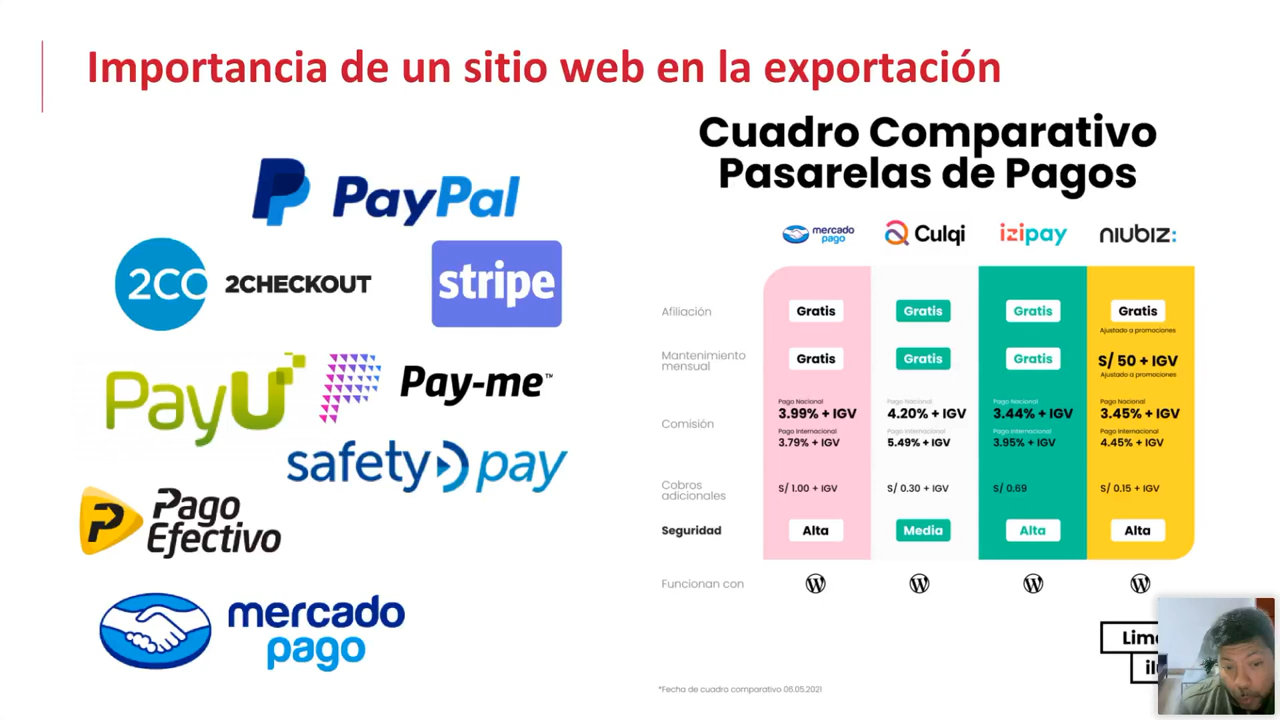 Importancia de un sitio web en la exportación
PayPal
2CO 2CHECKOUT
stripe
PayU
Pay-me™
safety pay
Pago
Efectivo
mercado
pago
Cuadro Comparativo
Pasarelas de Pagos
mercado
pago
Culqi
izipay
niubiz:
Afiliación
Gratis
Gratis
Gratis
Gratis
Ajustado a promociones
Mantenimiento
mensual
Gratis
Gratis
Gratis
S/ 50 + IGV
Ajustado a promociones
Comisión
Pago Nacional
3.99% + IGV
Pago Internacional
3.79% + IGV
Pago Nacional
4.20% + IGV
Pago Internacional
5.49% + IGV
Pago Nacional
3.44% + IGV
Pago Internacional
3.95% + IGV
Pago Nacional
3.45% + IGV
Pago Internacional
4.45% + IGV
Cobros
adicionales
S/ 1.00 + IGV
S/ 0.30 + IGV
S/ 0.69
S/ 0.15 + IGV
Seguridad
Alta
Media
Alta
Alta
Funcionan con
*Fecha de cuadro comparativo 06.05.2021